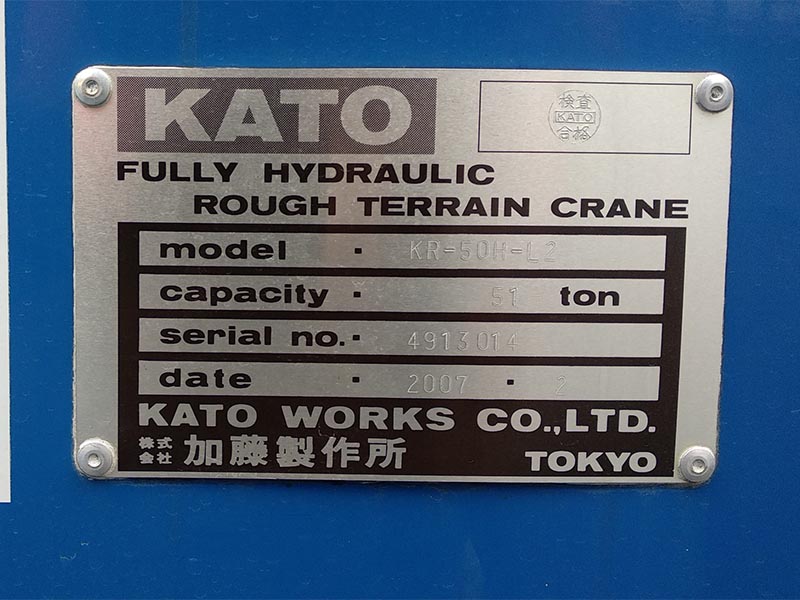 KATO
検査
KATO
合格
FULLY HYDRAULIC
ROUGH TERRAIN CRANE
model · KR-50H-L2
capacity · 51 ton
serial no. · 4913014
date · 2007 · 2
KATO WORKS CO.,LTD.
株式会社 加藤製作所 TOKYO